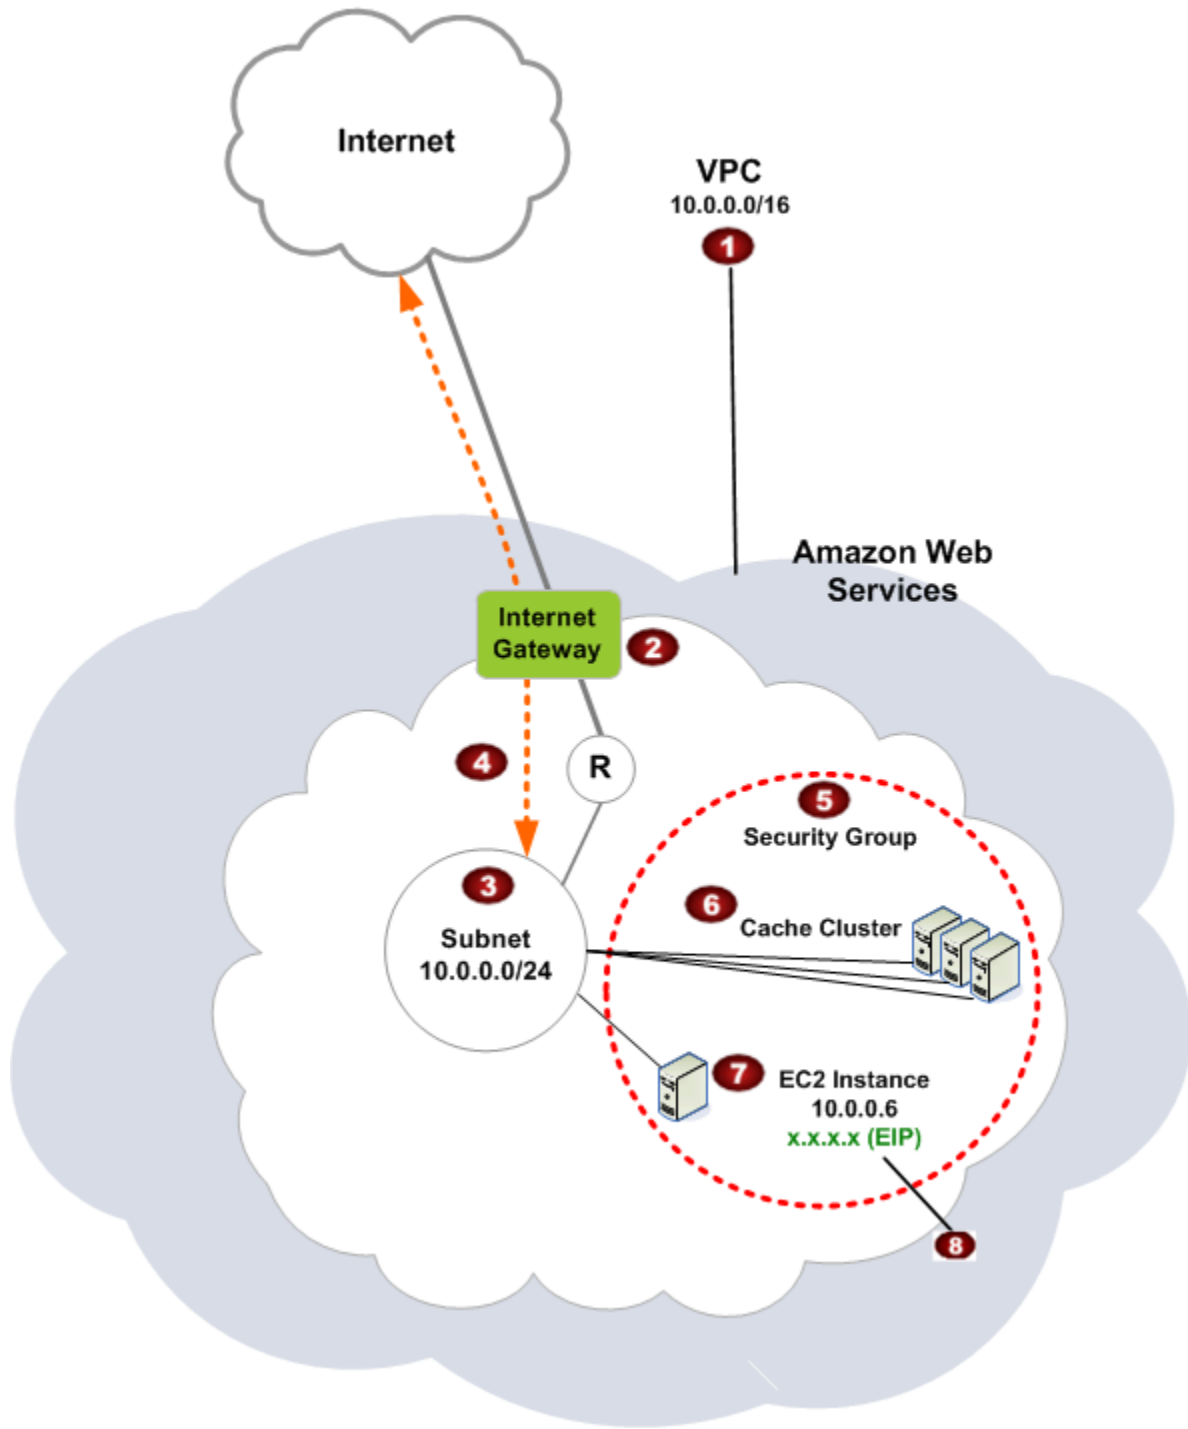 Internet
VPC
10.0.0.0/16
1
Amazon Web
Services
Internet
Gateway
2
4
R
5
Security Group
3
Subnet
10.0.0.0/24
6
Cache Cluster
7
EC2 Instance
10.0.0.6
x.x.x.x (EIP)
8